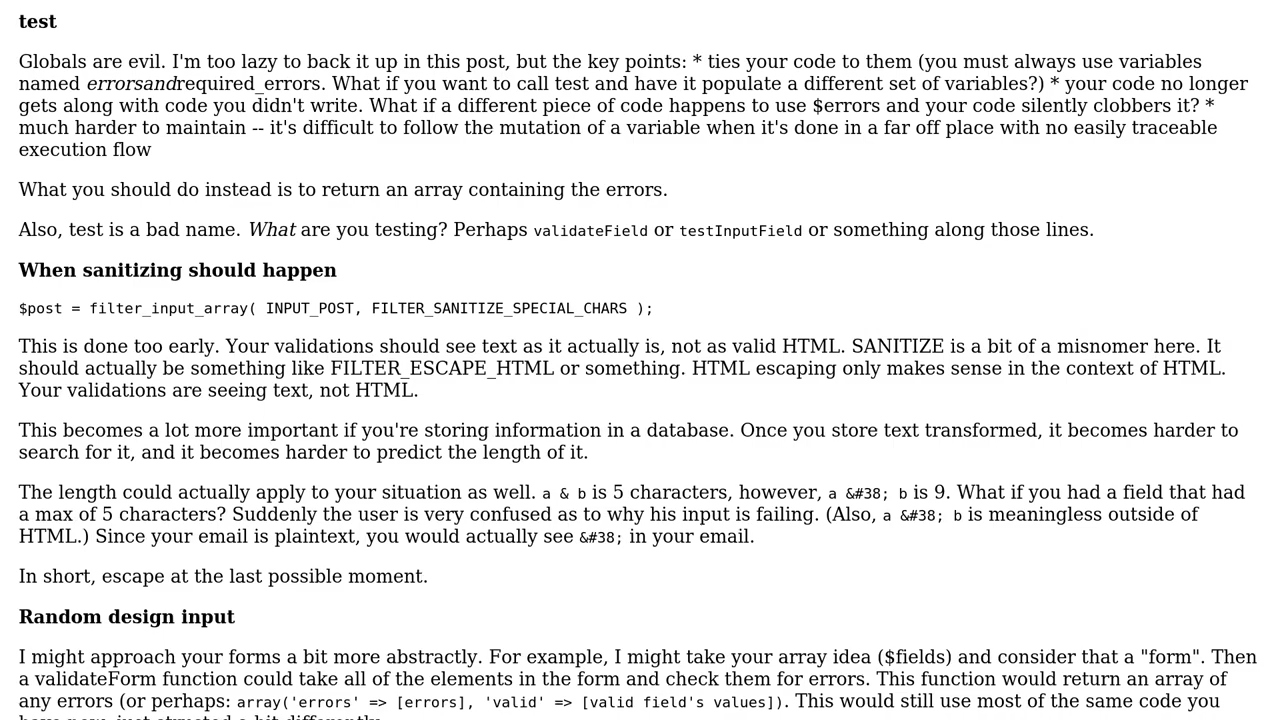 test
Globals are evil. I'm too lazy to back it up in this post, but the key points: * ties your code to them (you must always use variables
named errorsandrequired_errors. What if you want to call test and have it populate a different set of variables?) * your code no longer
gets along with code you didn't write. What if a different piece of code happens to use $errors and your code silently clobbers it? *
much harder to maintain -- it's difficult to follow the mutation of a variable when it's done in a far off place with no easily traceable
execution flow
What you should do instead is to return an array containing the errors.
Also, test is a bad name. What are you testing? Perhaps validateField or testInputField or something along those lines.
When sanitizing should happen
$post = filter_input_array( INPUT_POST, FILTER_SANITIZE_SPECIAL_CHARS );
This is done too early. Your validations should see text as it actually is, not as valid HTML. SANITIZE is a bit of a misnomer here. It
should actually be something like FILTER_ESCAPE_HTML or something. HTML escaping only makes sense in the context of HTML.
Your validations are seeing text, not HTML.
This becomes a lot more important if you're storing information in a database. Once you store text transformed, it becomes harder to
search for it, and it becomes harder to predict the length of it.
The length could actually apply to your situation as well. a & b is 5 characters, however, a &#38; b is 9. What if you had a field that had
a max of 5 characters? Suddenly the user is very confused as to why his input is failing. (Also, a &#38; b is meaningless outside of
HTML.) Since your email is plaintext, you would actually see &#38; in your email.
In short, escape at the last possible moment.
Random design input
I might approach your forms a bit more abstractly. For example, I might take your array idea ($fields) and consider that a "form". Then
a validateForm function could take all of the elements in the form and check them for errors. This function would return an array of
any errors (or perhaps: array('errors' => [errors], 'valid' => [valid field's values]). This would still use most of the same code you